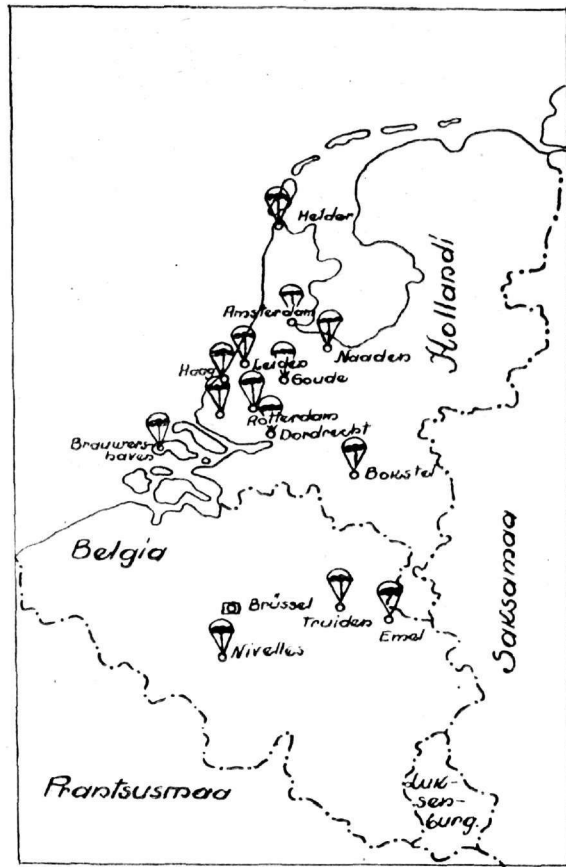 Helder
Amsterdam
Hollandi
Naaden
Leiden
Haag
Goude
Rotterdam
Dordrecht
Brauwers-
haven
Bokstel
Belgia
Saksamaa
Brüssel
Truiden
Emel
Nivelles
Prantsusmaa
Luk-
sen-
burg.